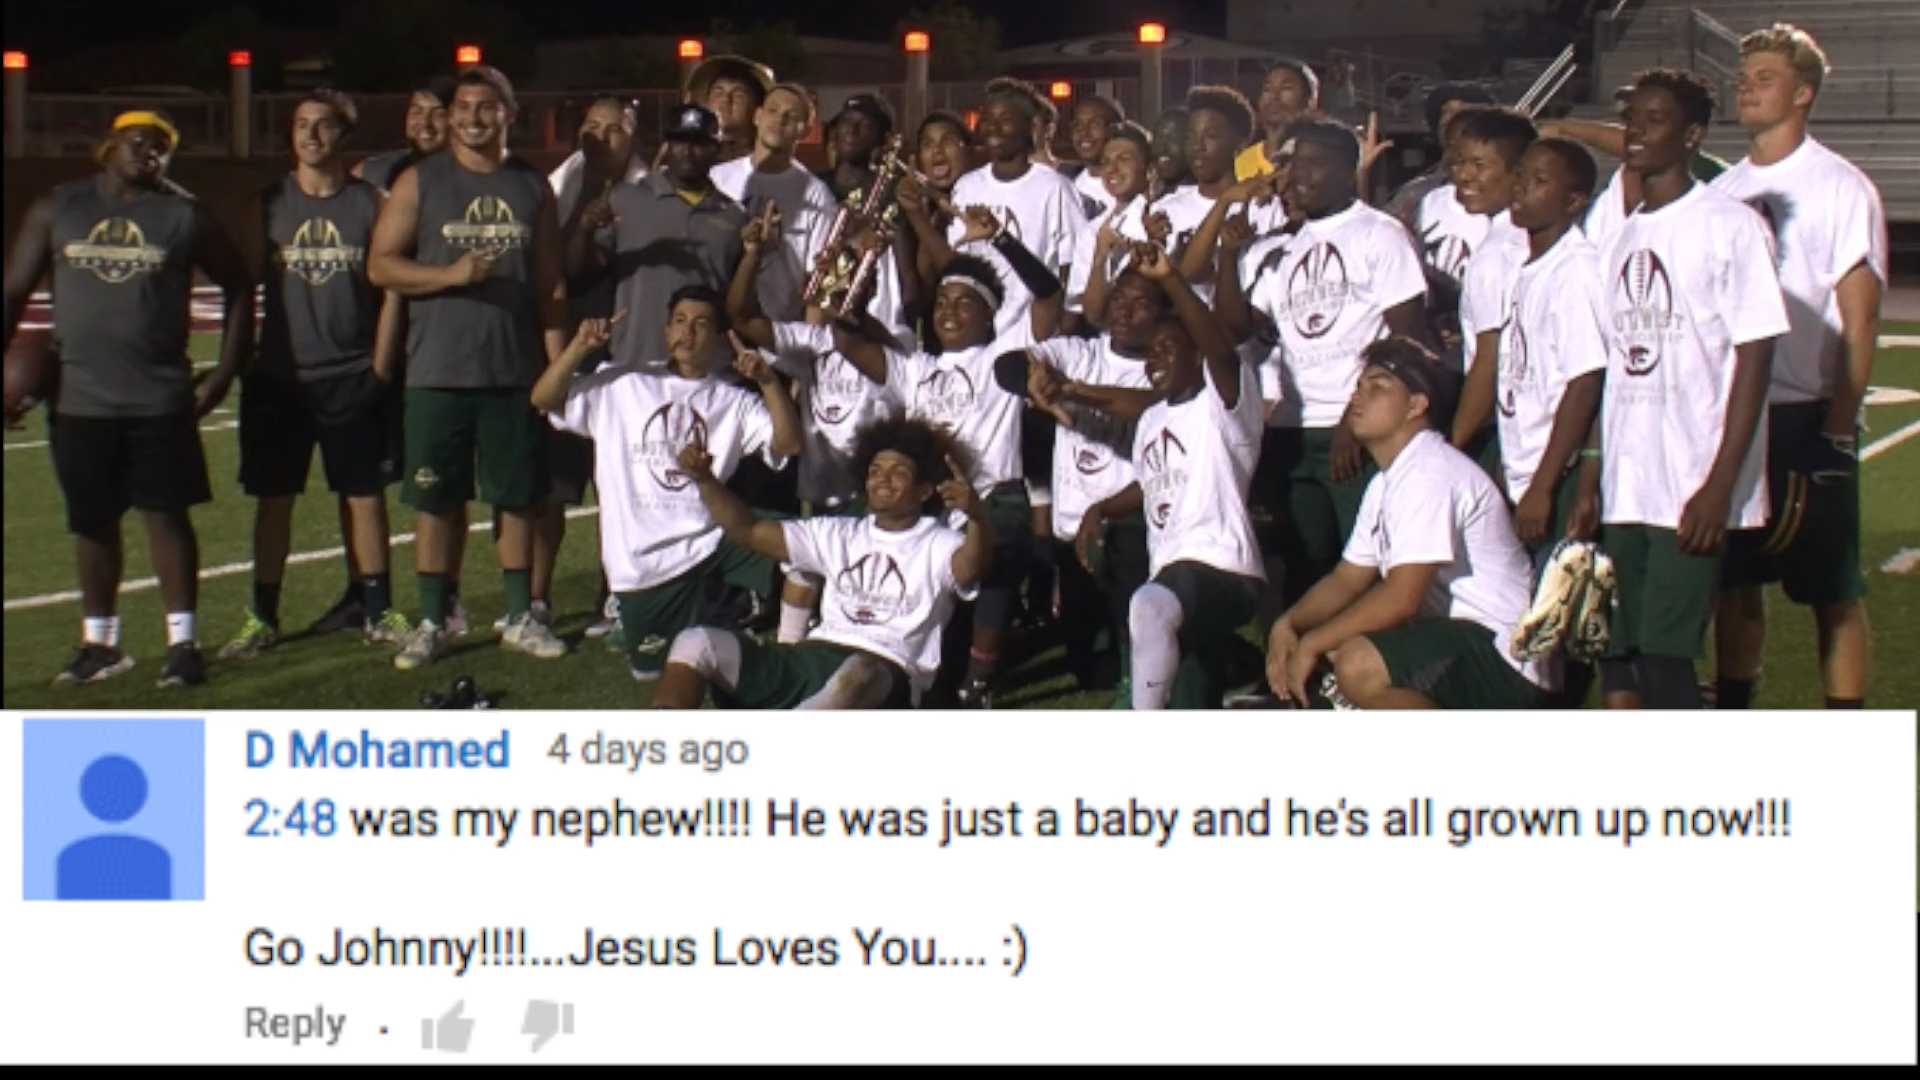 SOUTHWEST
D Mohamed 4 days ago
2:48 was my nephew!!!! He was just a baby and he's all grown up now!!!
Go Johnny!!!!...Jesus Loves You.... :)
Reply .